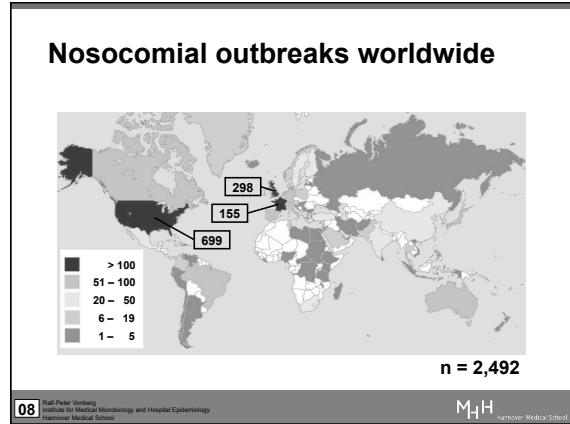 Nosocomial outbreaks worldwide
298
155
699
> 100
51 – 100
20 – 50
6 – 19
1 – 5
n = 2,492
08
Ralf-Peter Vonberg
Institute for Medical Microbiology and Hospital Epidemiology
Hannover Medical School
MHH
Hannover Medical School